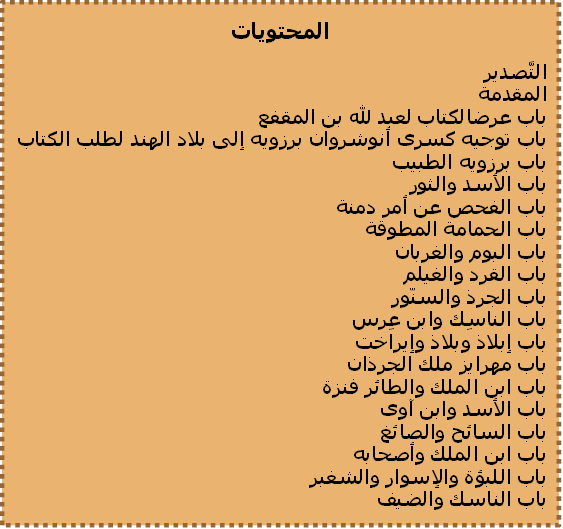 المحتويات
التَّصدير
المقدمة
باب عرضالكتاب لعبد لله بن المقفع
باب توجيه كسرى أنوشروان برزويه إلى بلاد الهند لطلب الكتاب
باب برزويه الطبيب
باب الأسد والثور
باب الفحص عن أمر دمنة
باب الحمامة المطوقة
باب البوم والغربان
باب القرد والغيلم
باب الجرذ والسنّور
باب الناسِك وابن عِرس
باب إبلاذ وبلاذ وإيراخت
باب مهرايز ملك الجرذان
باب ابن الملك والطائر فنزة
باب الأسد وابن آوى
باب السائح والصائغ
باب ابن الملك وأصحابه
باب اللبؤة والإسوار والشغبر
باب الناسك والضيف